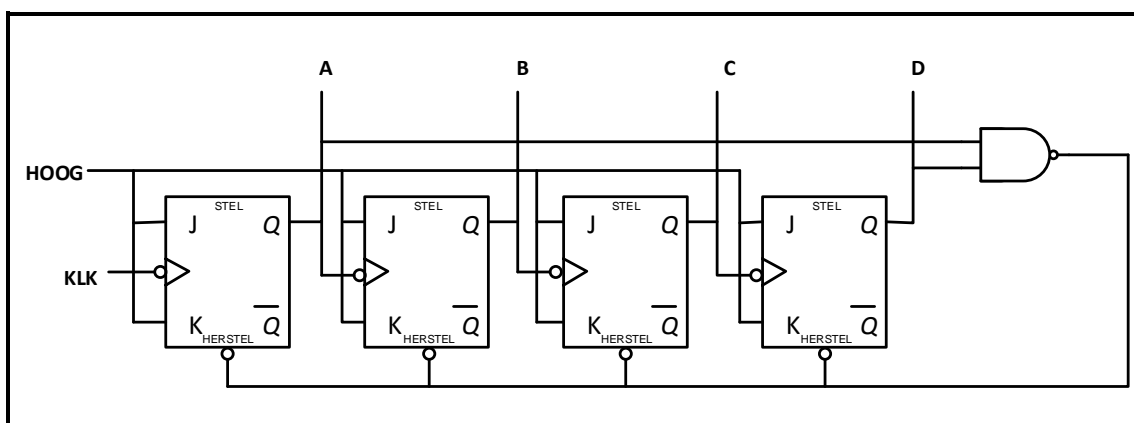 A B C D
HOOG
STEL STEL STEL STEL
J Q J Q J Q J Q
KLK
K Q K Q K Q K Q
HERSTEL HERSTEL HERSTEL HERSTEL